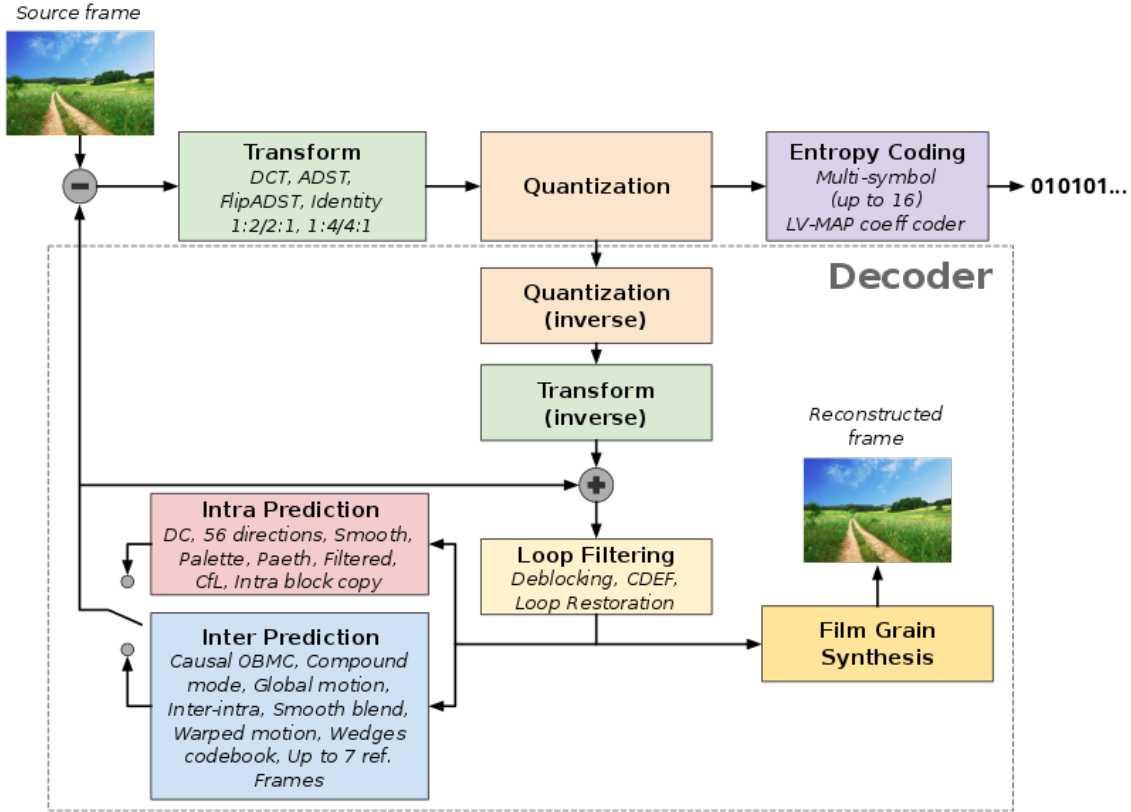 Source frame
Transform
DCT, ADST,
FlipADST, Identity
1:2/2:1, 1:4/4:1
Quantization
Entropy Coding
Multi-symbol
(up to 16)
LV-MAP coeff coder
010101...
Decoder
Quantization
(inverse)
Transform
(inverse)
Reconstructed
frame
Intra Prediction
DC, 56 directions, Smooth,
Palette, Paeth, Filtered,
CfL, Intra block copy
Loop Filtering
Deblocking, CDEF,
Loop Restoration
Film Grain
Synthesis
Inter Prediction
Causal OBMC, Compound
mode, Global motion,
Inter-intra, Smooth blend,
Warped motion, Wedges
codebook, Up to 7 ref.
Frames